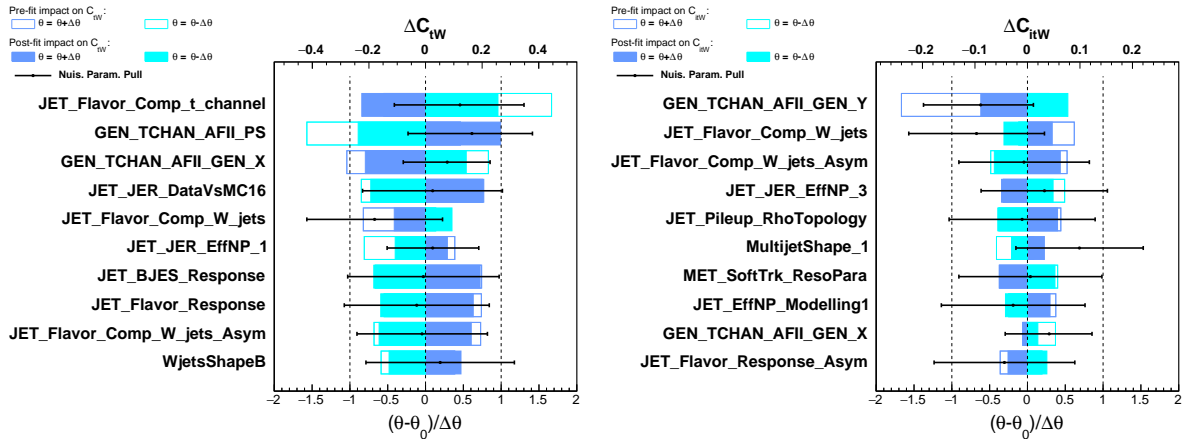 Pre-fit impact on C_tW:
θ = θ+Δθ θ = θ-Δθ
Post-fit impact on C_tW:
θ = θ+Δθ θ = θ-Δθ
Nuis. Param. Pull
ΔC_tW
−0.4 −0.2 0 0.2 0.4
JET_Flavor_Comp_t_channel
GEN_TCHAN_AFII_PS
GEN_TCHAN_AFII_GEN_X
JET_JER_DataVsMC16
JET_Flavor_Comp_W_jets
JET_JER_EffNP_1
JET_BJES_Response
JET_Flavor_Response
JET_Flavor_Comp_W_jets_Asym
WjetsShapeB
−2 −1.5 −1 −0.5 0 0.5 1 1.5 2
(θ-θ_0)/Δθ
Pre-fit impact on C_itW:
θ = θ+Δθ θ = θ-Δθ
Post-fit impact on C_itW:
θ = θ+Δθ θ = θ-Δθ
Nuis. Param. Pull
ΔC_itW
−0.2 −0.1 0 0.1 0.2
GEN_TCHAN_AFII_GEN_Y
JET_Flavor_Comp_W_jets
JET_Flavor_Comp_W_jets_Asym
JET_JER_EffNP_3
JET_Pileup_RhoTopology
MultijetShape_1
MET_SoftTrk_ResoPara
JET_EffNP_Modelling1
GEN_TCHAN_AFII_GEN_X
JET_Flavor_Response_Asym
−2 −1.5 −1 −0.5 0 0.5 1 1.5 2
(θ-θ_0)/Δθ